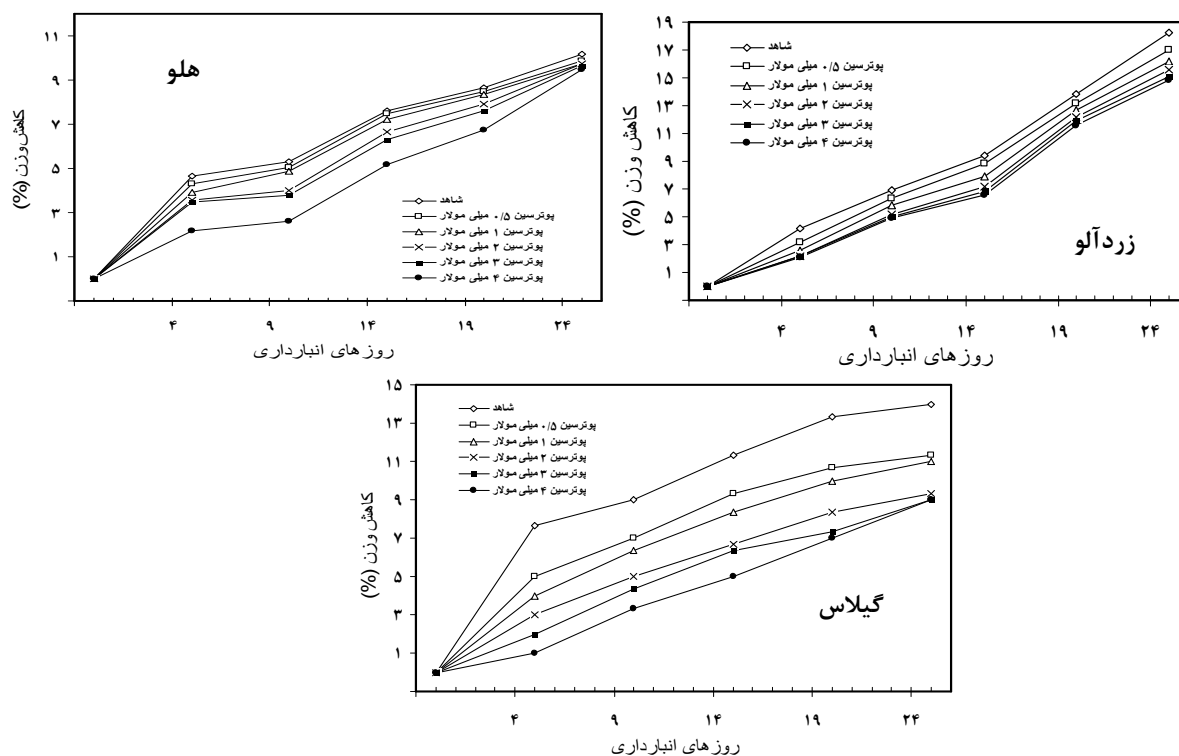 هلو
کاهش وزن (%)
۱۱
۹
۷
۵
۳
۱
شاهد
پوترسین ۰/۵ میلی مولار
پوترسین ۱ میلی مولار
پوترسین ۲ میلی مولار
پوترسین ۳ میلی مولار
پوترسین ۴ میلی مولار
۴ ۹ ۱۴ ۱۹ ۲۴
روزهای انبارداری
زردآلو
کاهش وزن (%)
۱۹
۱۷
۱۵
۱۳
۱۱
۹
۷
۵
۳
۱
شاهد
پوترسین ۰/۵ میلی مولار
پوترسین ۱ میلی مولار
پوترسین ۲ میلی مولار
پوترسین ۳ میلی مولار
پوترسین ۴ میلی مولار
۴ ۹ ۱۴ ۱۹ ۲۴
روزهای انبارداری
گیلاس
کاهش وزن (%)
۱۵
۱۳
۱۱
۹
۷
۵
۳
۱
شاهد
پوترسین ۰/۵ میلی مولار
پوترسین ۱ میلی مولار
پوترسین ۲ میلی مولار
پوترسین ۳ میلی مولار
پوترسین ۴ میلی مولار
۴ ۹ ۱۴ ۱۹ ۲۴
روزهای انبارداری